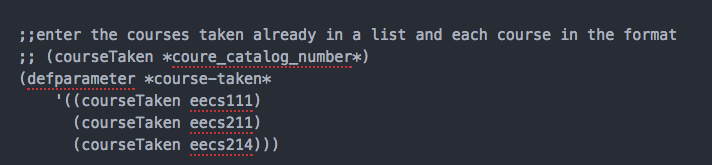 ;;enter the courses taken already in a list and each course in the format
;; (courseTaken *coure_catalog_number*)
(defparameter *course-taken*
'((courseTaken eecs111)
(courseTaken eecs211)
(courseTaken eecs214)))